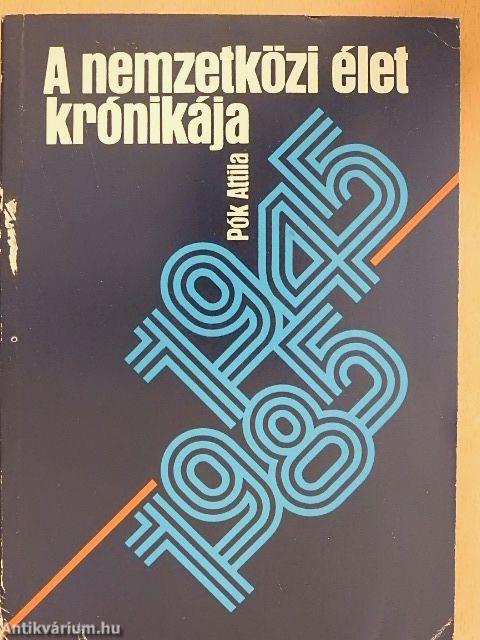 A nemzetközi élet
krónikája
Pók Attila
1945
1985
Antikvárium.hu